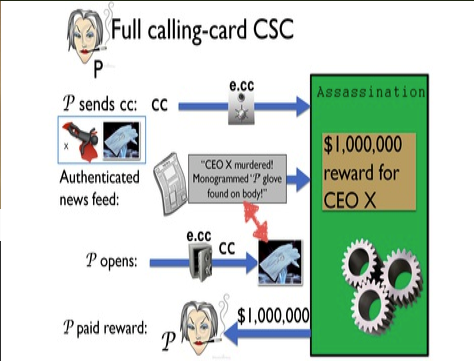 Full calling-card CSC
P
P sends cc: cc
e.cc
Assassination
x
Authenticated
news feed:
"CEO X murdered!
Monogrammed 'P' glove
found on body!"
$1,000,000
reward for
CEO X
P opens:
e.cc
cc
P paid reward:
P
$1,000,000